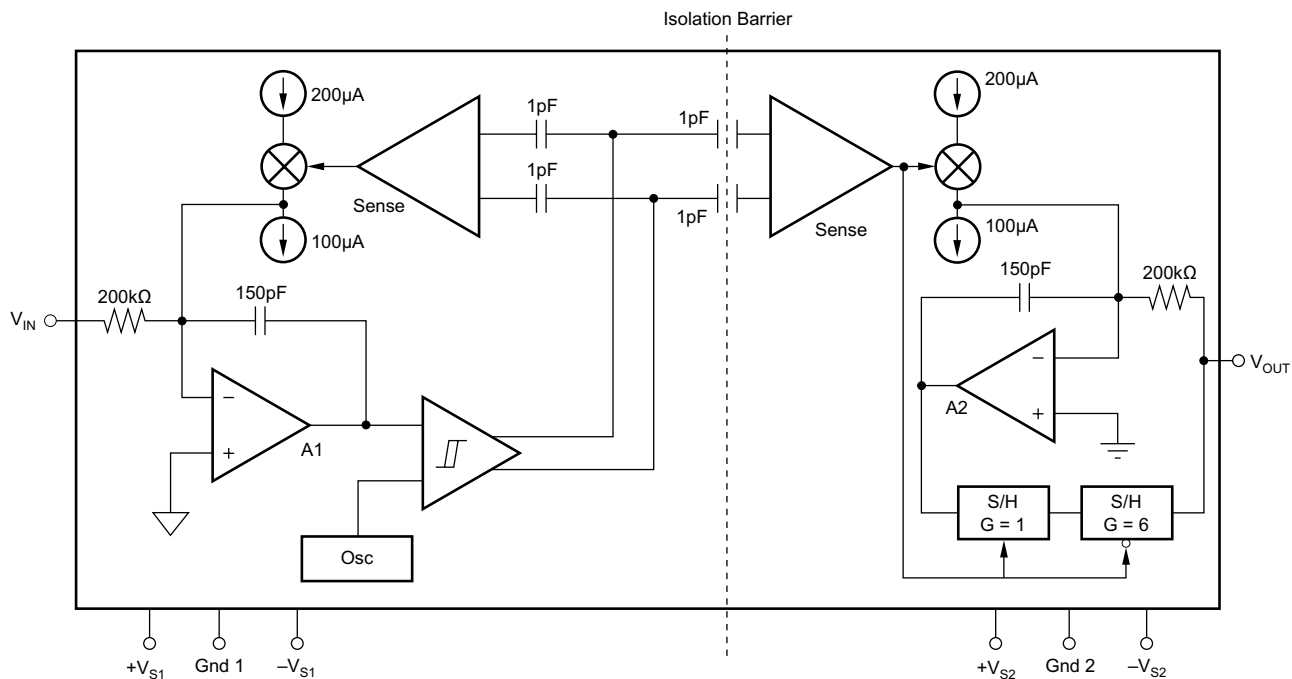 Isolation Barrier
200µA
1pF
1pF
200µA
1pF
1pF
Sense
Sense
100µA
100µA
150pF
200kΩ
150pF
200kΩ
VIN
VOUT
−
+
A1
−
+
A2
S/H
G = 1
S/H
G = 6
Osc
+VS1
Gnd 1
–VS1
+VS2
Gnd 2
–VS2